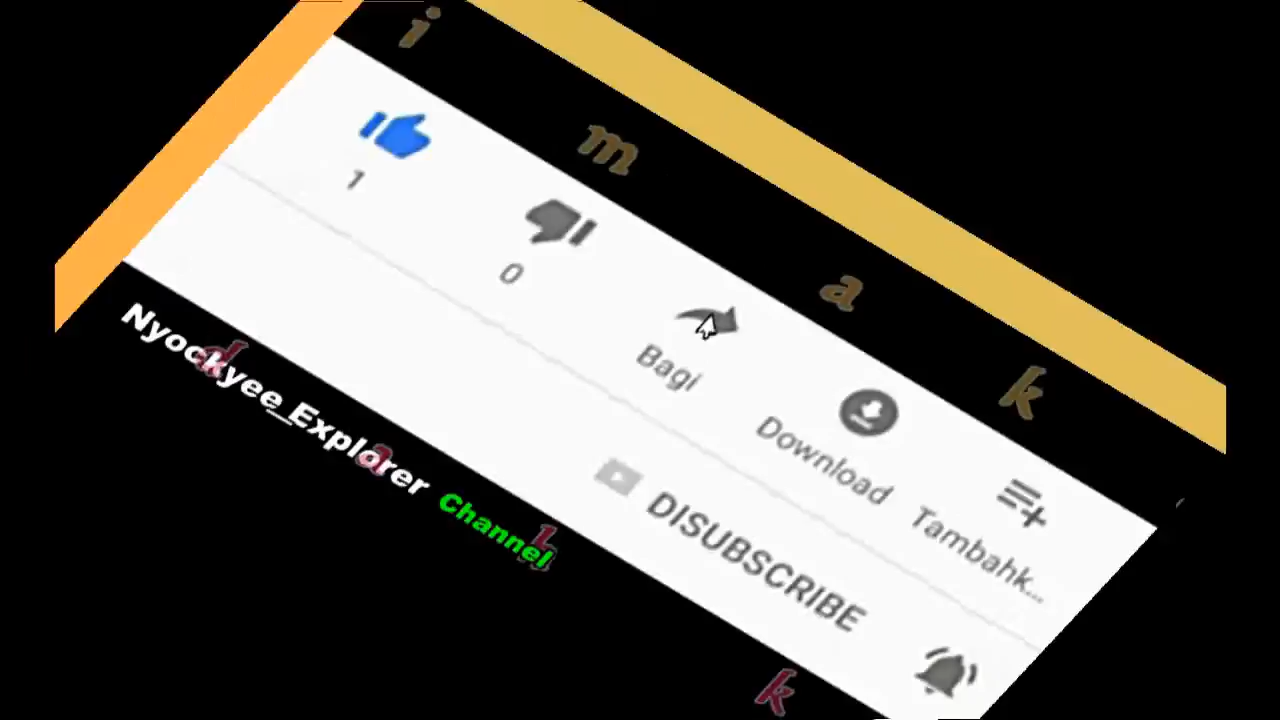 i m a k
1
0
Bagi
Download
Tambahk...
DISUBSCRIBE
Nyockyee_Explorer Channel
d a k